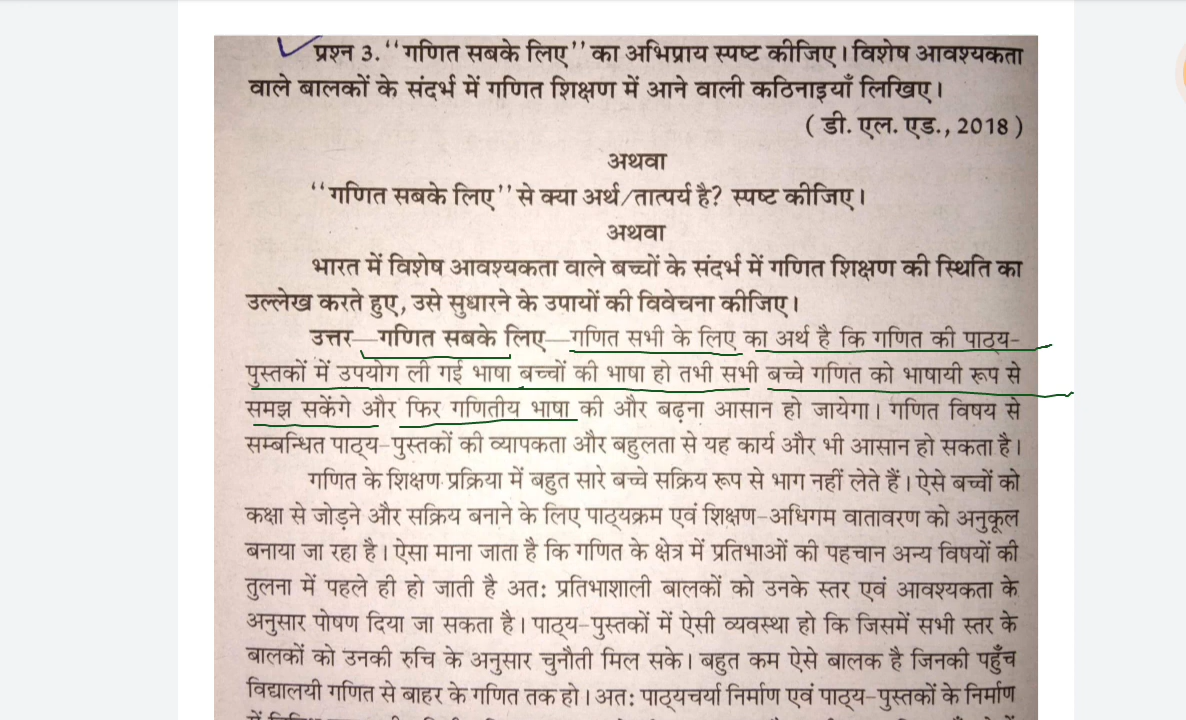 प्रश्न 3. ‘‘गणित सबके लिए’’ का अभिप्राय स्पष्ट कीजिए। विशेष आवश्यकता
वाले बालकों के संदर्भ में गणित शिक्षण में आने वाली कठिनाइयाँ लिखिए।
( डी. एल. एड., 2018 )
अथवा
‘‘गणित सबके लिए’’ से क्या अर्थ/तात्पर्य है? स्पष्ट कीजिए।
अथवा
भारत में विशेष आवश्यकता वाले बच्चों के संदर्भ में गणित शिक्षण की स्थिति का
उल्लेख करते हुए, उसे सुधारने के उपायों की विवेचना कीजिए।
उत्तर—गणित सबके लिए—गणित सभी के लिए का अर्थ है कि गणित की पाठ्य-
पुस्तकों में उपयोग ली गई भाषा बच्चों की भाषा हो तभी सभी बच्चे गणित को भाषायी रूप से
समझ सकेंगे और फिर गणितीय भाषा की और बढ़ना आसान हो जायेगा। गणित विषय से
सम्बन्धित पाठ्य-पुस्तकों की व्यापकता और बहुलता से यह कार्य और भी आसान हो सकता है।
गणित के शिक्षण प्रक्रिया में बहुत सारे बच्चे सक्रिय रूप से भाग नहीं लेते हैं। ऐसे बच्चों को
कक्षा से जोड़ने और सक्रिय बनाने के लिए पाठ्यक्रम एवं शिक्षण-अधिगम वातावरण को अनुकूल
बनाया जा रहा है। ऐसा माना जाता है कि गणित के क्षेत्र में प्रतिभाओं की पहचान अन्य विषयों की
तुलना में पहले ही हो जाती है अतः प्रतिभाशाली बालकों को उनके स्तर एवं आवश्यकता के
अनुसार पोषण दिया जा सकता है। पाठ्य-पुस्तकों में ऐसी व्यवस्था हो कि जिसमें सभी स्तर के
बालकों को उनकी रुचि के अनुसार चुनौती मिल सके। बहुत कम ऐसे बालक है जिनकी पहुँच
विद्यालयी गणित से बाहर के गणित तक हो। अतः पाठ्यचर्या निर्माण एवं पाठ्य-पुस्तकों के निर्माण